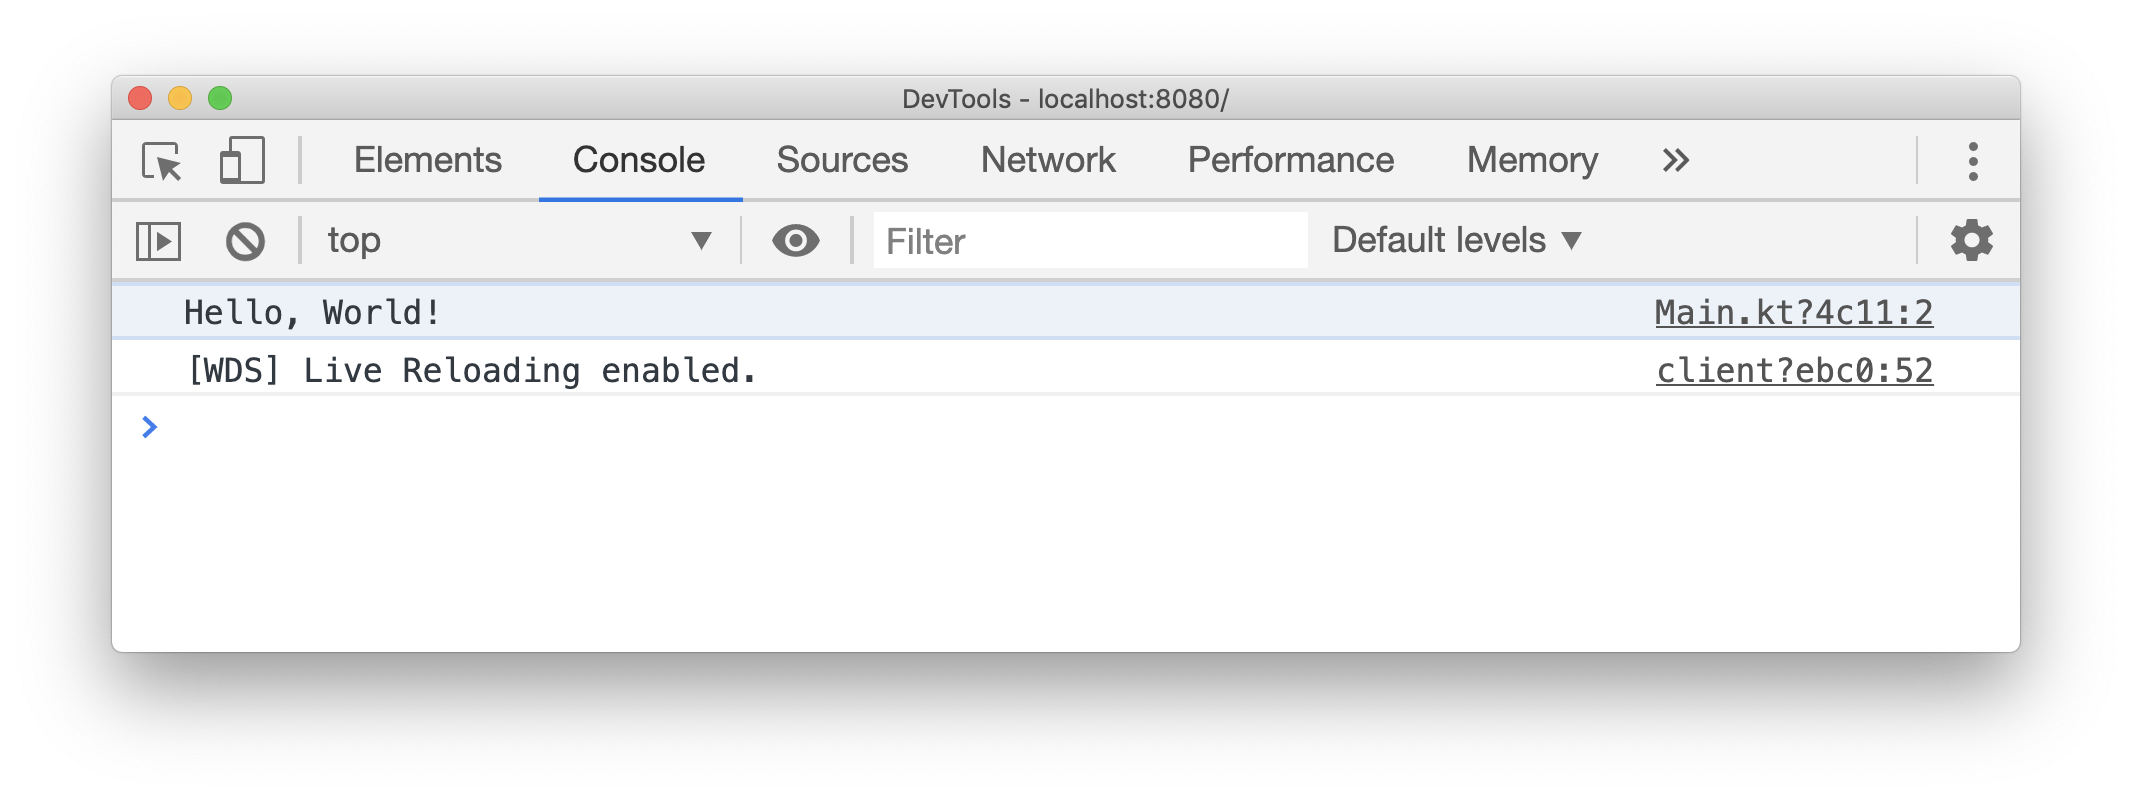 DevTools - localhost:8080/
Elements Console Sources Network Performance Memory »
top ▼ Filter Default levels ▼
Hello, World! Main.kt?4c11:2
[WDS] Live Reloading enabled. client?ebc0:52